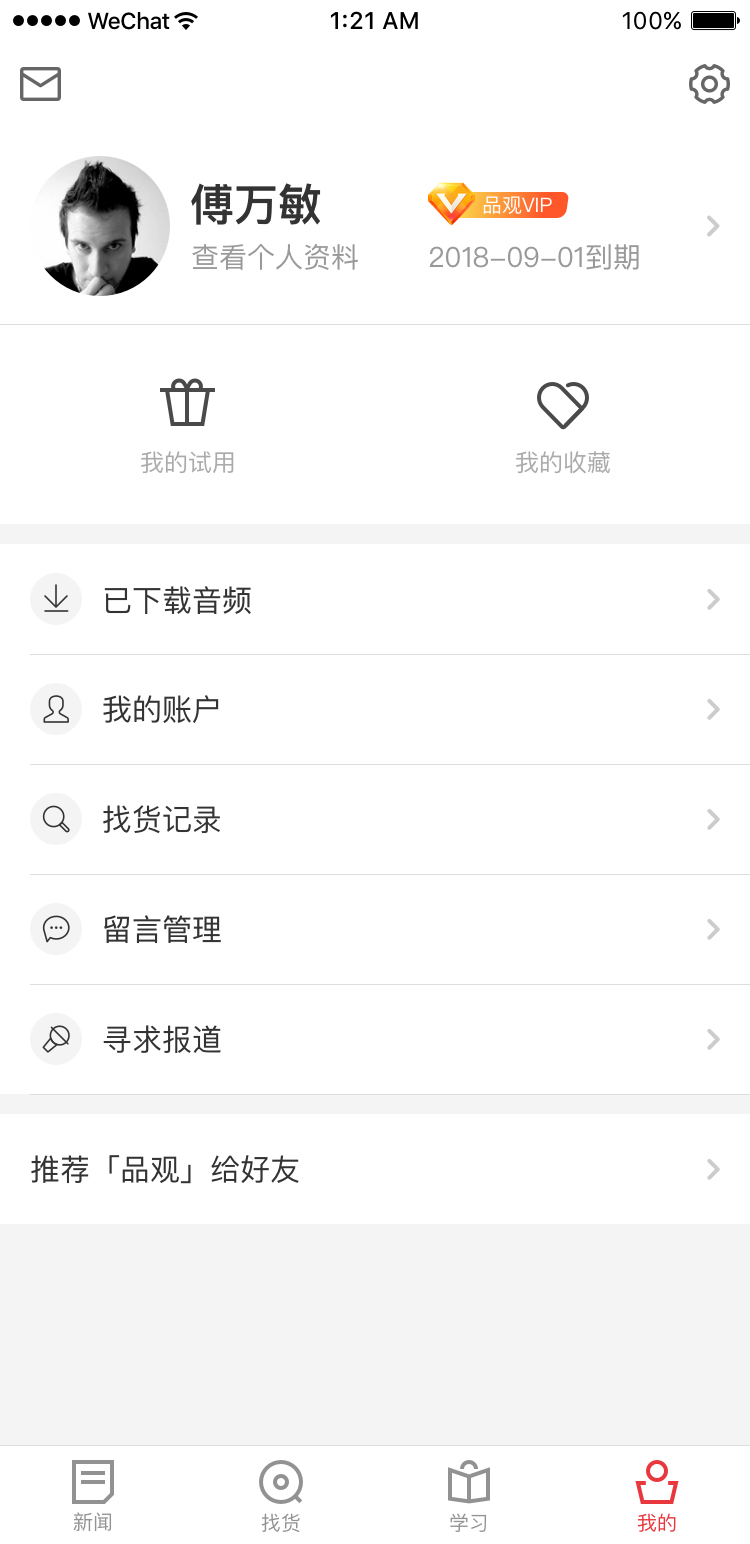 WeChat 1:21 AM 100%
傅万敏
品观VIP
查看个人资料
2018-09-01到期
我的试用
我的收藏
已下载音频
我的账户
找货记录
留言管理
寻求报道
推荐「品观」给好友
新闻
找货
学习
我的